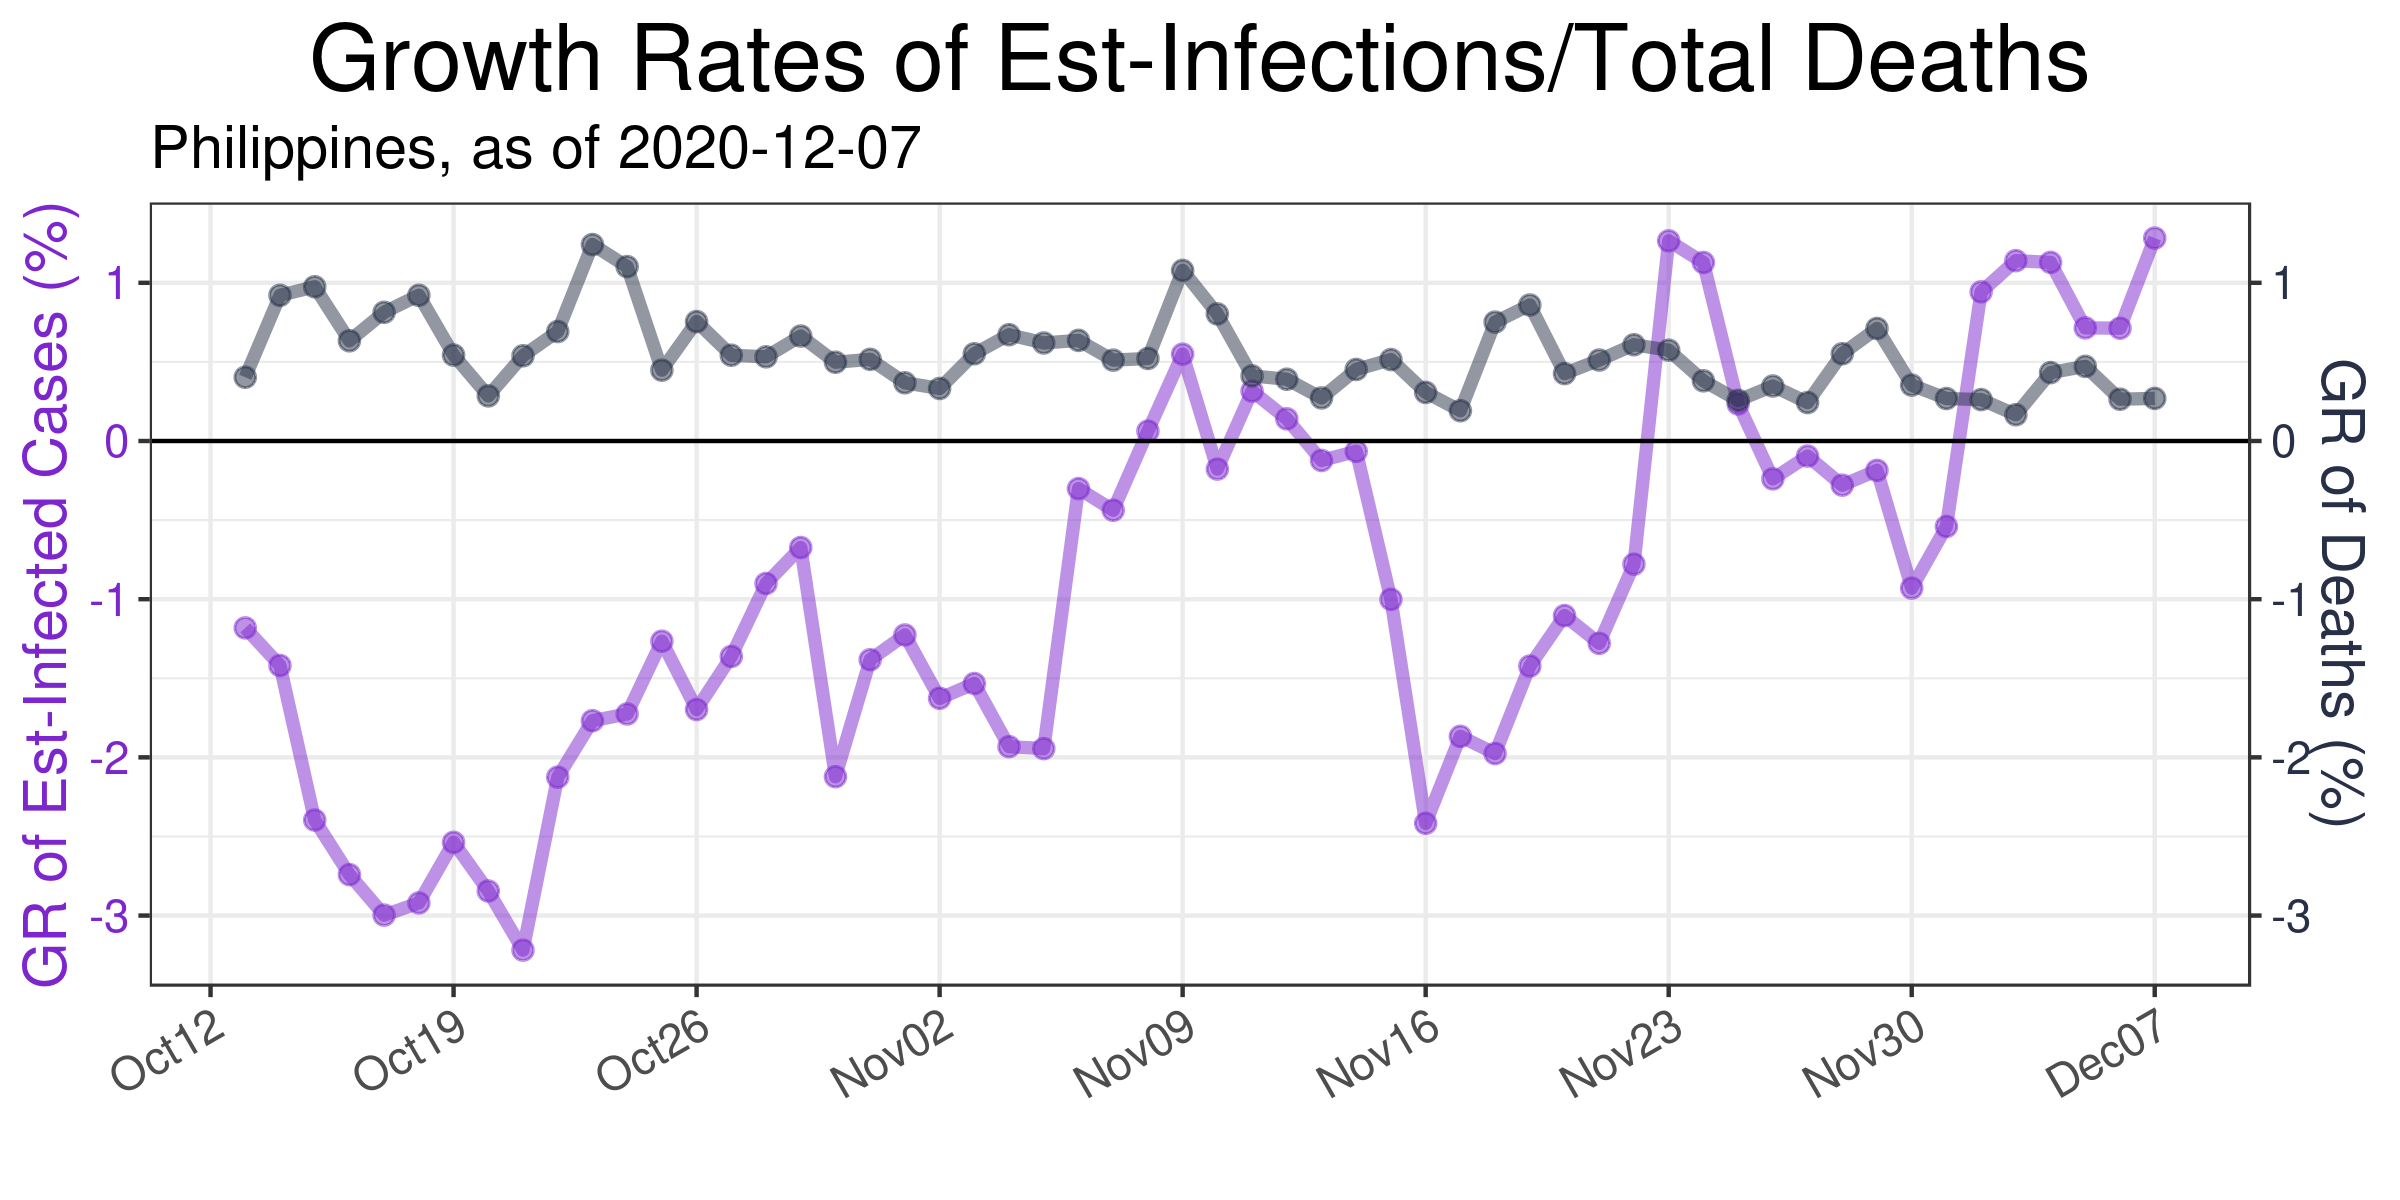 Growth Rates of Est-Infections/Total Deaths
Philippines, as of 2020-12-07
GR of Est-Infected Cases (%)
1
0
-1
-2
-3
GR of Deaths (%)
1
0
-1
-2
-3
Oct12
Oct19
Oct26
Nov02
Nov09
Nov16
Nov23
Nov30
Dec07